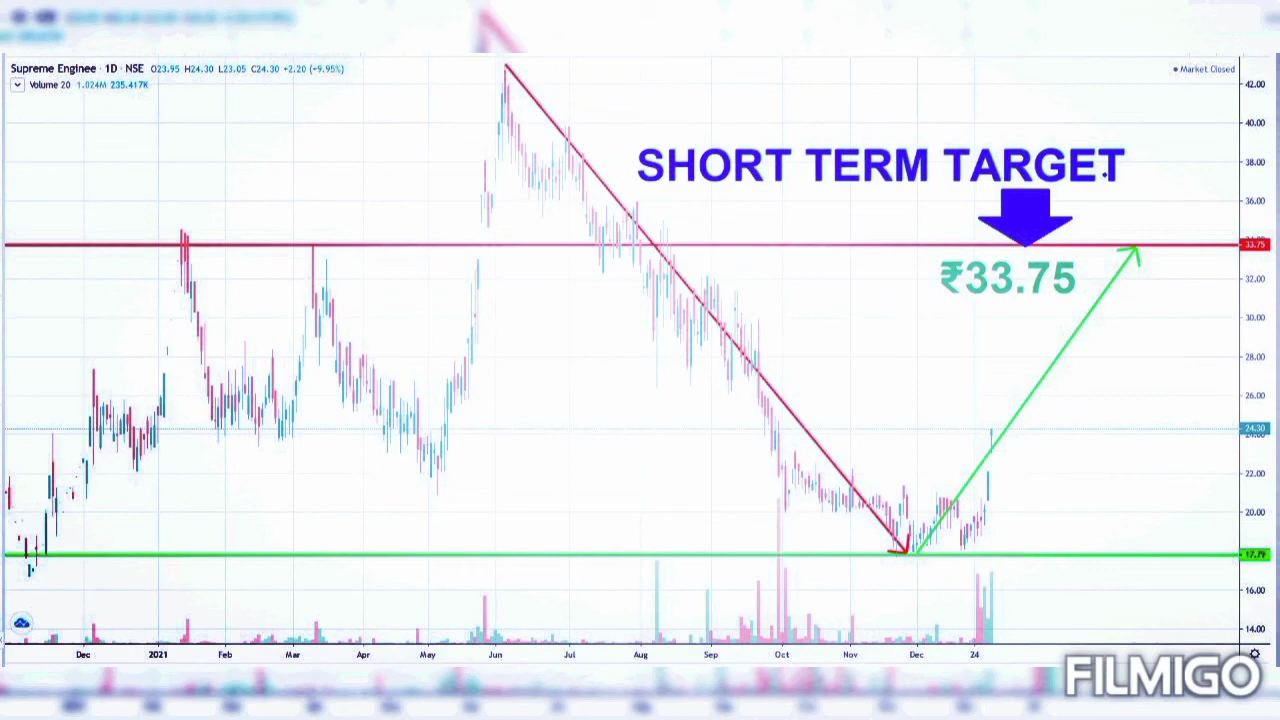 Supreme Enginee · 1D · NSE O23.95 H24.30 L23.05 C24.30 +2.20 (+9.95%)
Market Closed
Volume 20 1.024M 235.417K
42.00
40.00
38.00
SHORT TERM TARGET
36.00
33.75
₹33.75
32.00
30.00
28.00
26.00
24.30
22.00
20.00
17.79
16.00
14.00
Dec 2021 Feb Mar Apr May Jun Jul Aug Sep Oct Nov Dec 24
FILMIGO